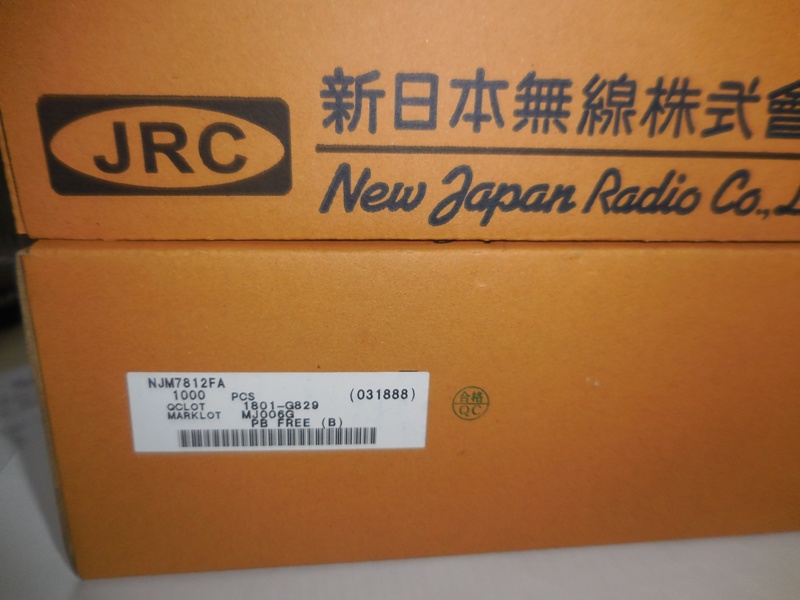 JRC
新日本無線株式會
New Japan Radio Co., L
NJM7812FA
1000 PCS (031888)
QCLOT 1801-G829
MARKLOT MJ006G
PB FREE (B)
合格
QC